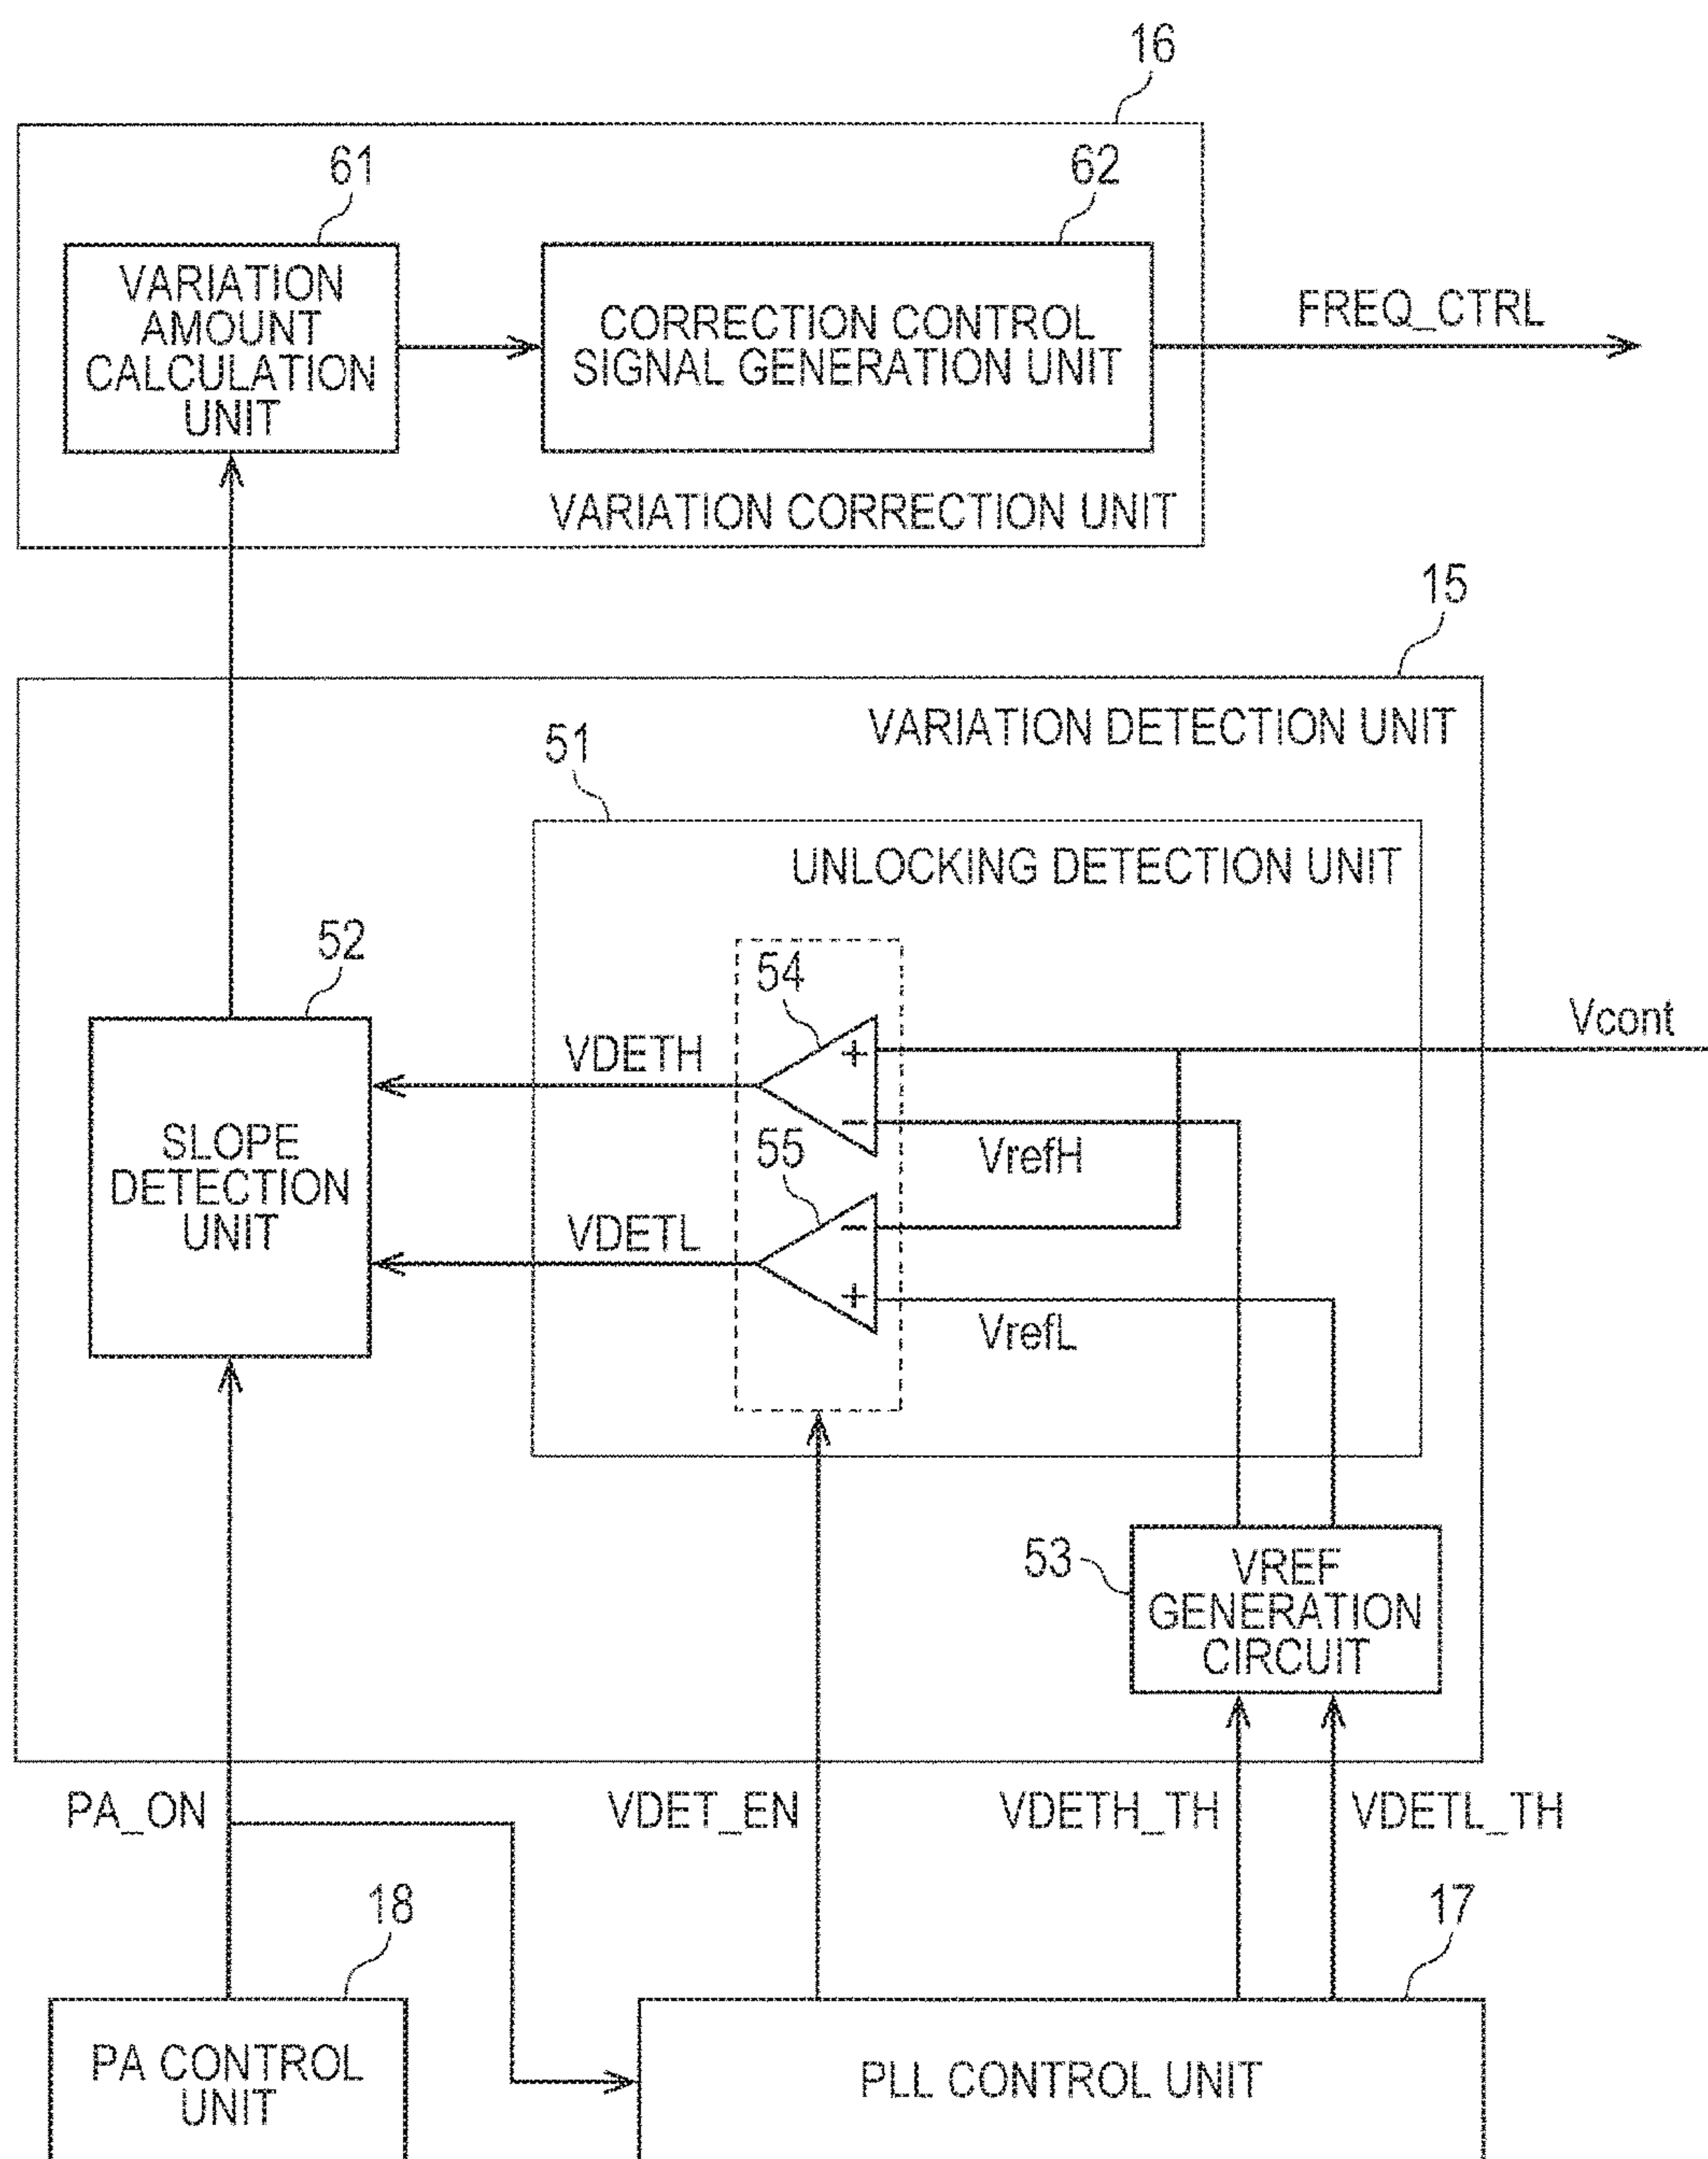 16
61
62
VARIATION
AMOUNT
CALCULATION
UNIT
CORRECTION CONTROL
SIGNAL GENERATION UNIT
FREQ_CTRL
VARIATION CORRECTION UNIT
15
VARIATION DETECTION UNIT
51
UNLOCKING DETECTION UNIT
52
54
Vcont
VDETH
+
−
SLOPE
DETECTION
UNIT
55
VrefH
VDETL
−
+
VrefL
53
VREF
GENERATION
CIRCUIT
PA_ON
VDET_EN
VDETH_TH
VDETL_TH
18
17
PA CONTROL
UNIT
PLL CONTROL UNIT